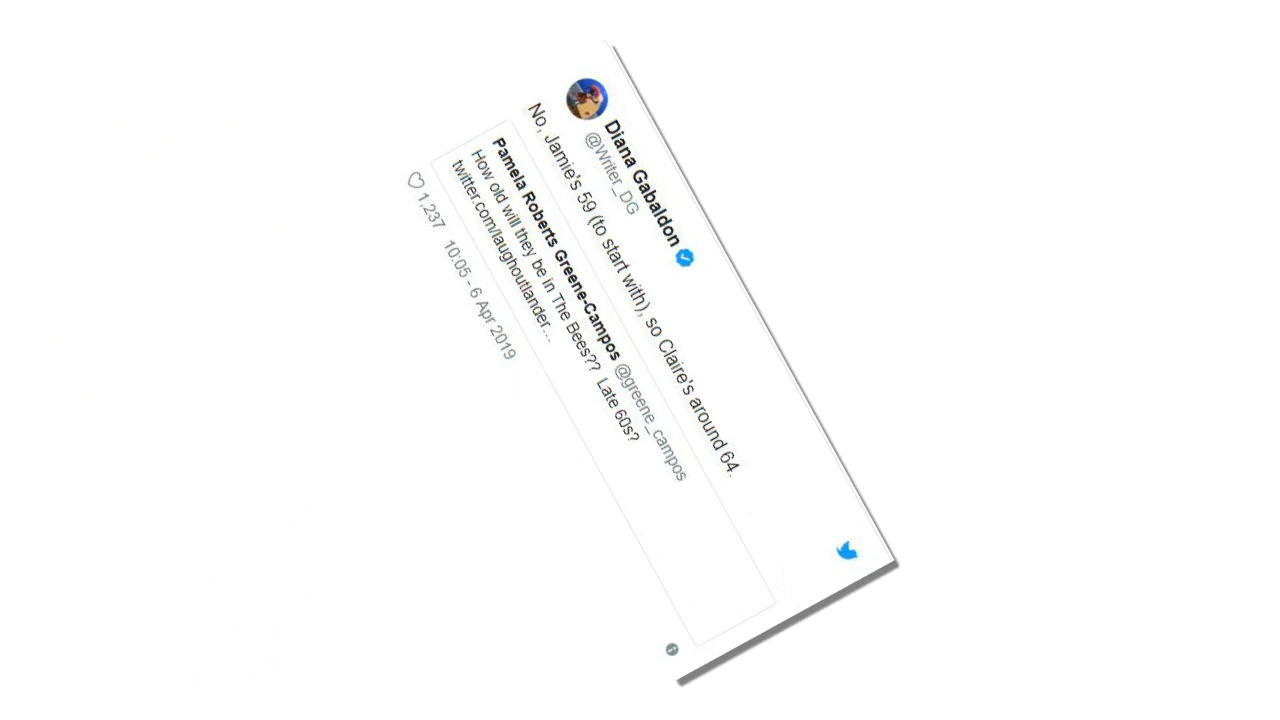 Diana Gabaldon
@Writer_DG
No, Jamie's 59 (to start with), so Claire's around 64.
Pamela Roberts Greene-Campos @greene_campos
How old will they be in The Bees?? Late 60s?
twitter.com/laughoutlander...
1,237 10:05 - 6 Apr 2019